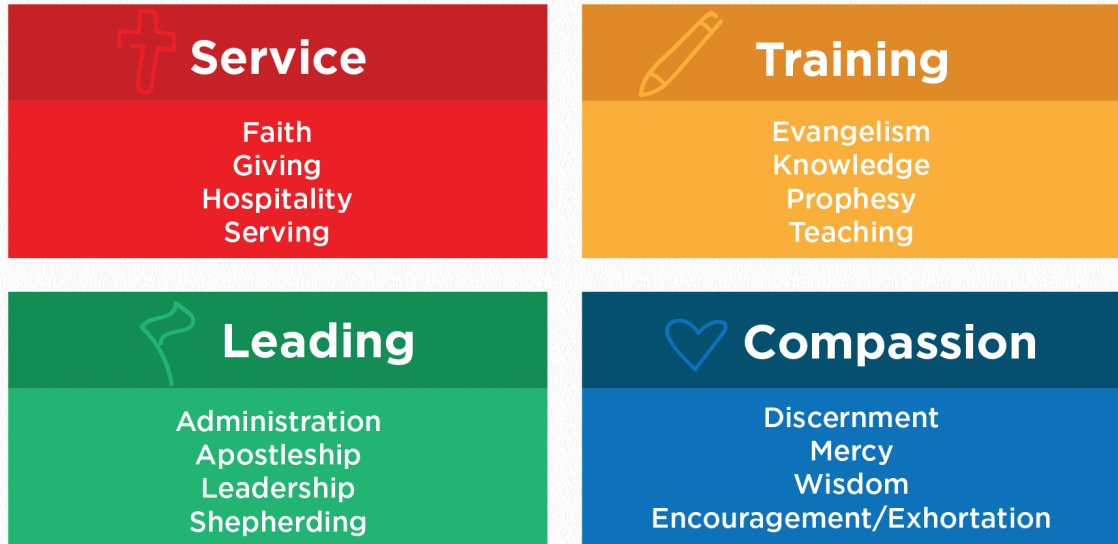 Service
Faith
Giving
Hospitality
Serving
Training
Evangelism
Knowledge
Prophesy
Teaching
Leading
Administration
Apostleship
Leadership
Shepherding
Compassion
Discernment
Mercy
Wisdom
Encouragement/Exhortation